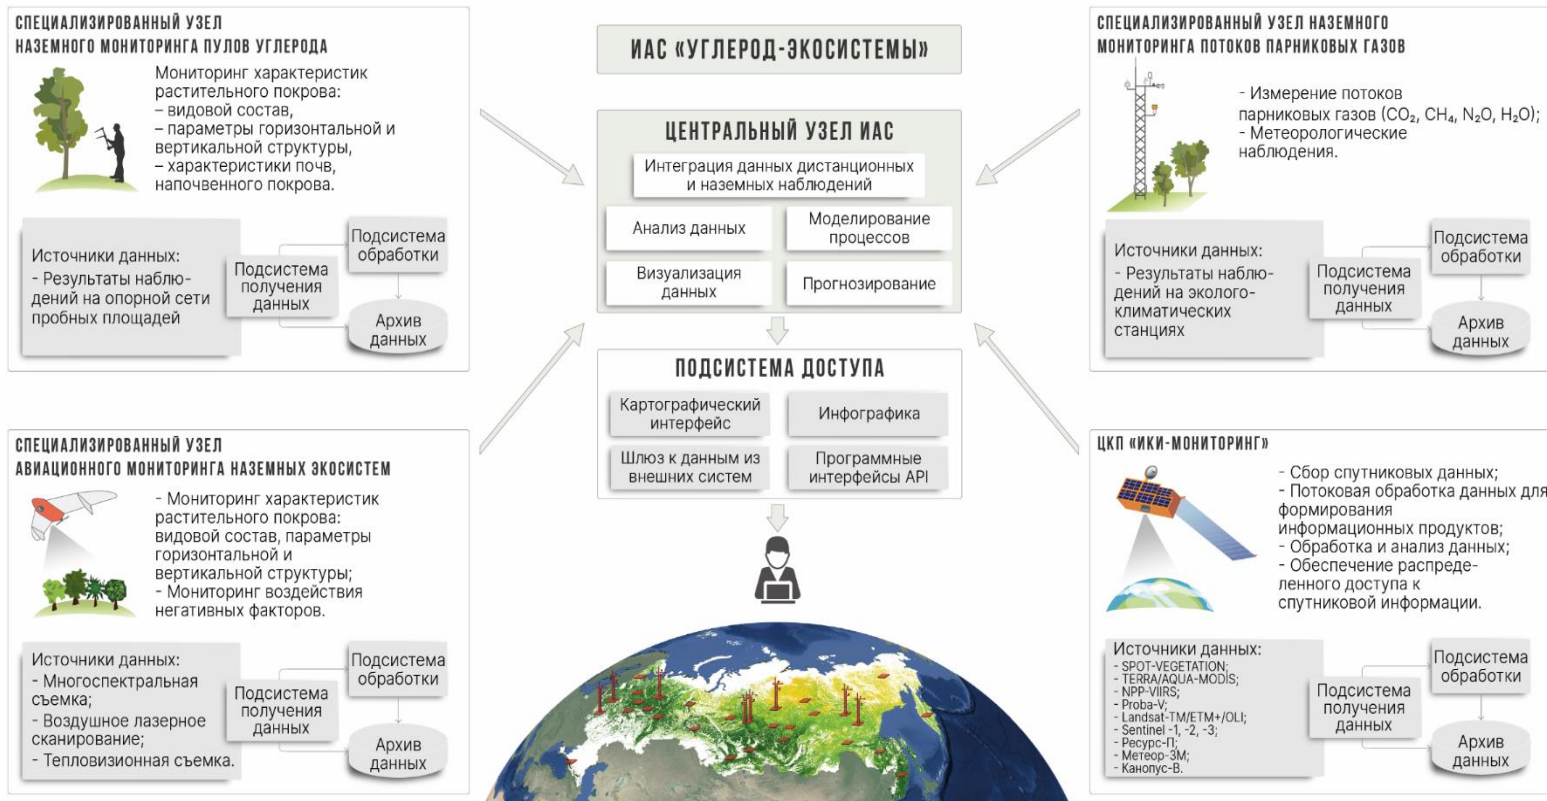 СПЕЦИАЛИЗИРОВАННЫЙ УЗЕЛ
НАЗЕМНОГО МОНИТОРИНГА ПУЛОВ УГЛЕРОДА
Мониторинг характеристик
растительного покрова:
– видовой состав,
– параметры горизонтальной и
вертикальной структуры,
– характеристики почв,
напочвенного покрова.
Источники данных:
- Результаты наблю-
дений на опорной сети
пробных площадей
Подсистема
получения
данных
Подсистема
обработки
Архив
данных
СПЕЦИАЛИЗИРОВАННЫЙ УЗЕЛ
АВИАЦИОННОГО МОНИТОРИНГА НАЗЕМНЫХ ЭКОСИСТЕМ
- Мониторинг характеристик
растительного покрова:
видовой состав, параметры
горизонтальной и
вертикальной структуры;
- Мониторинг воздействия
негативных факторов.
Источники данных:
- Многоспектральная
съемка;
- Воздушное лазерное
сканирование;
- Тепловизионная съемка.
Подсистема
получения
данных
Подсистема
обработки
Архив
данных
ИАС «УГЛЕРОД-ЭКОСИСТЕМЫ»
ЦЕНТРАЛЬНЫЙ УЗЕЛ ИАС
Интеграция данных дистанционных
и наземных наблюдений
Анализ данных
Моделирование
процессов
Визуализация
данных
Прогнозирование
ПОДСИСТЕМА ДОСТУПА
Картографический
интерфейс
Инфографика
Шлюз к данным из
внешних систем
Программные
интерфейсы API
СПЕЦИАЛИЗИРОВАННЫЙ УЗЕЛ НАЗЕМНОГО
МОНИТОРИНГА ПОТОКОВ ПАРНИКОВЫХ ГАЗОВ
- Измерение потоков
парниковых газов (CO₂, CH₄, N₂O, H₂O);
- Метеорологические
наблюдения.
Источники данных:
- Результаты наблю-
дений на эколого-
климатических
станциях
Подсистема
получения
данных
Подсистема
обработки
Архив
данных
ЦКП «ИКИ-МОНИТОРИНГ»
- Сбор спутниковых данных;
- Потоковая обработка данных для
формирования
информационных продуктов;
- Обработка и анализ данных;
- Обеспечение распреде-
ленного доступа к
спутниковой информации.
Источники данных:
- SPOT-VEGETATION;
- TERRA/AQUA-MODIS;
- NPP-VIIRS;
- Proba-V;
- Landsat-TM/ETM+/OLI;
- Sentinel -1, -2, -3;
- Ресурс-П;
- Метеор-3М;
- Канопус-В.
Подсистема
получения
данных
Подсистема
обработки
Архив
данных